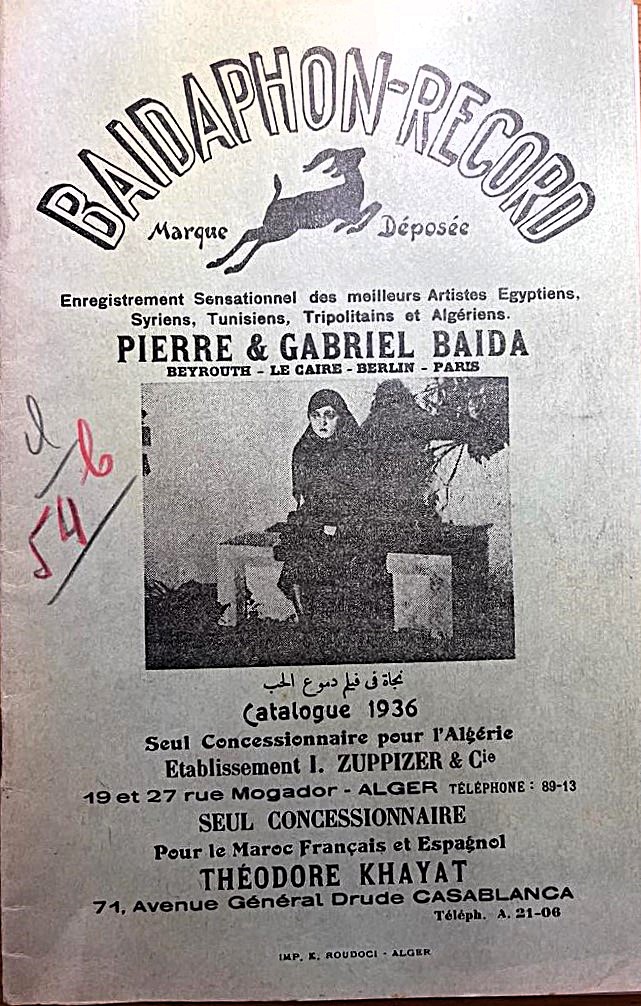 BAIDAPHON-RECORD
Marque Déposée
Enregistrement Sensationnel des meilleurs Artistes Egyptiens,
Syriens, Tunisiens, Tripolitains et Algériens.
PIERRE & GABRIEL BAIDA
BEYROUTH - LE CAIRE - BERLIN - PARIS
54
نجاة فى فيلم دموع الحب
Catalogue 1936
Seul Concessionnaire pour l'Algérie
Etablissement I. ZUPPIZER & Cie
19 et 27 rue Mogador - ALGER TÉLÉPHONE : 89-13
SEUL CONCESSIONNAIRE
Pour le Maroc Français et Espagnol
THÉODORE KHAYAT
71, Avenue Général Drude CASABLANCA
Téléph. A. 21-06
IMP. K. ROUDOCI - ALGER